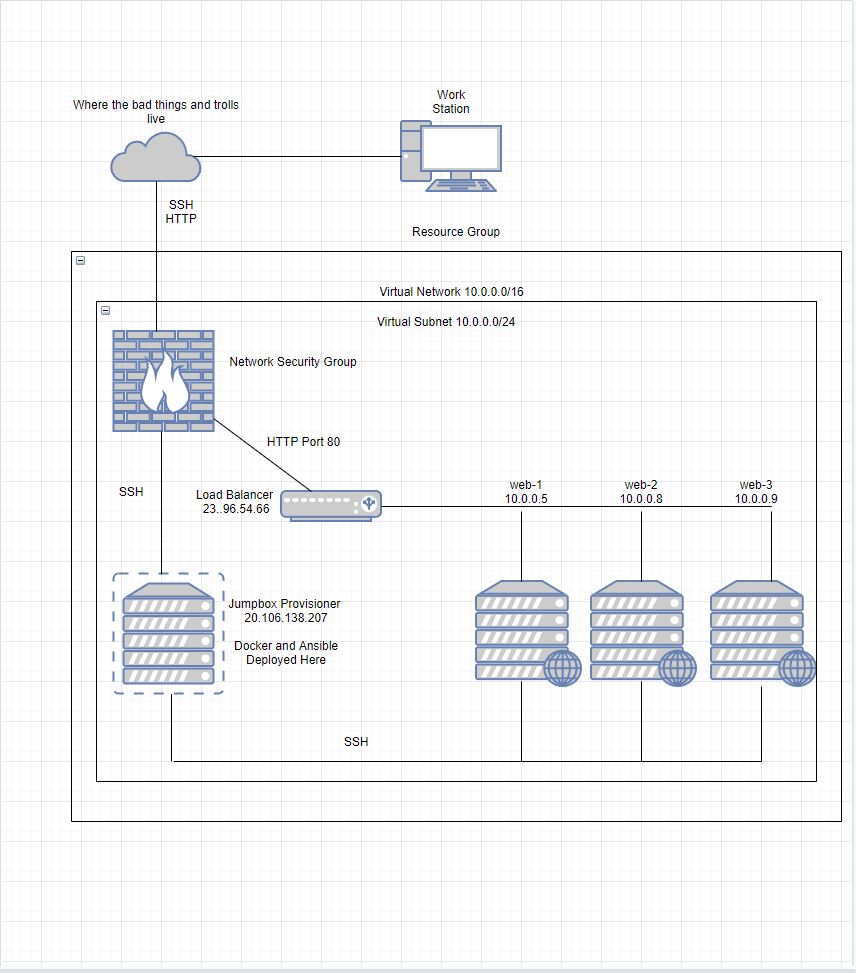 Where the bad things and trolls
live
Work
Station
SSH
HTTP
Resource Group
Virtual Network 10.0.0.0/16
Virtual Subnet 10.0.0.0/24
Network Security Group
HTTP Port 80
SSH
Load Balancer
23..96.54.66
web-1
10.0.0.5
web-2
10.0.0.8
web-3
10.0.0.9
Jumpbox Provisioner
20.106.138.207
Docker and Ansible
Deployed Here
SSH